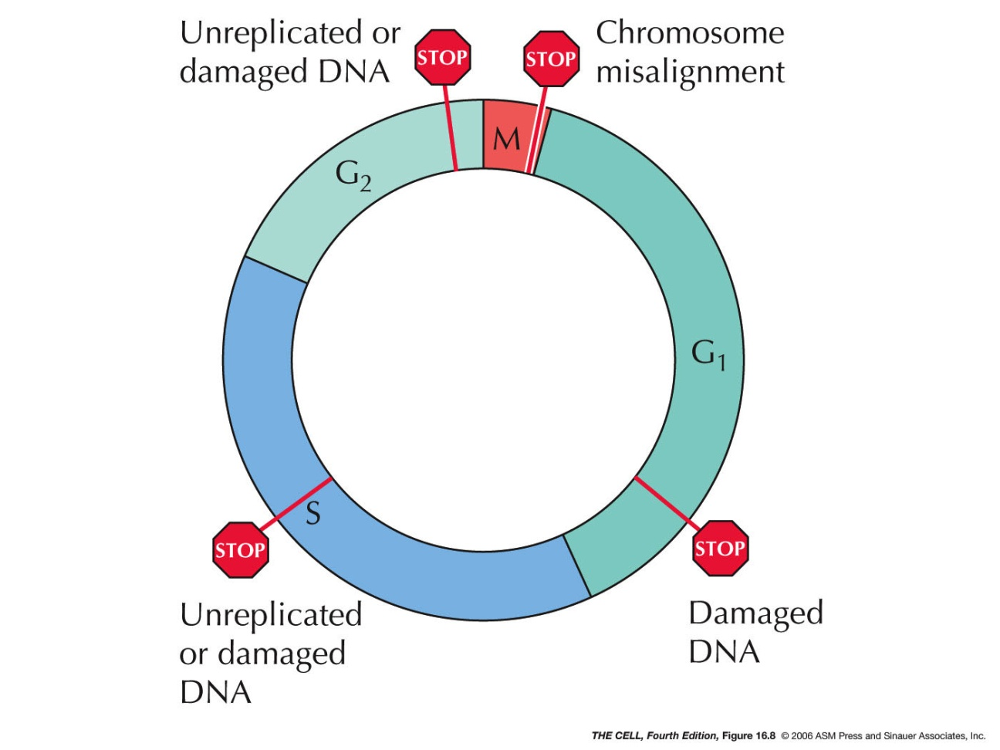 Unreplicated or
damaged DNA
STOP
STOP
Chromosome
misalignment
M
G₂
G₁
S
STOP
STOP
Unreplicated
or damaged
DNA
Damaged
DNA
THE CELL, Fourth Edition, Figure 16.8 © 2006 ASM Press and Sinauer Associates, Inc.